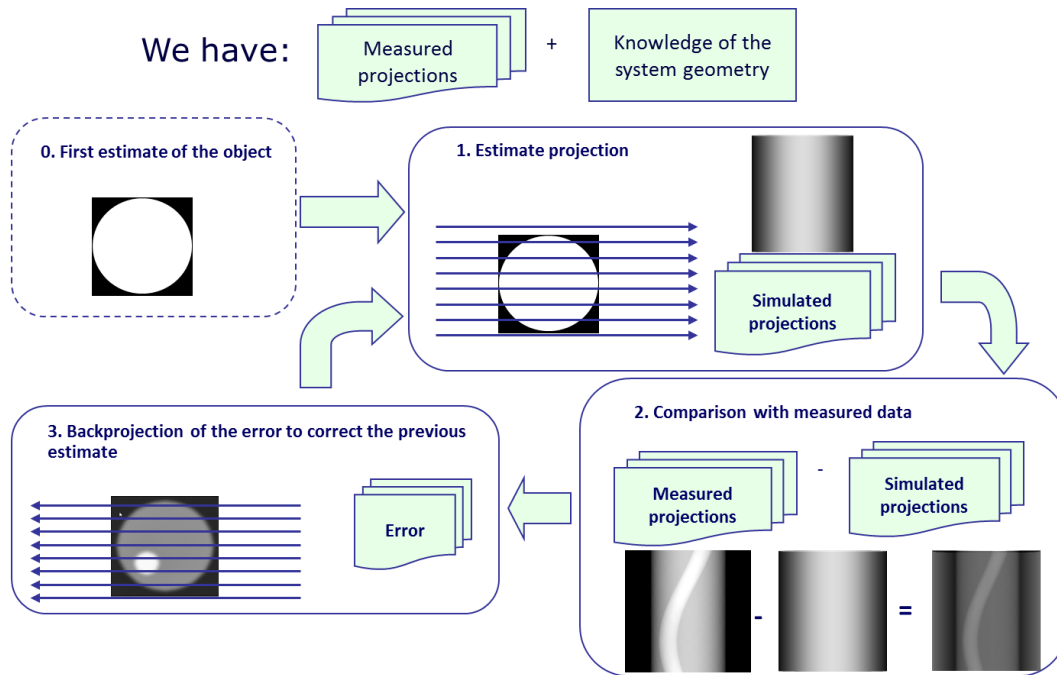 We have:
Measured
projections
+
Knowledge of the
system geometry
0. First estimate of the object
1. Estimate projection
Simulated
projections
2. Comparison with measured data
Measured
projections
-
Simulated
projections
-
=
3. Backprojection of the error to correct the previous
estimate
Error